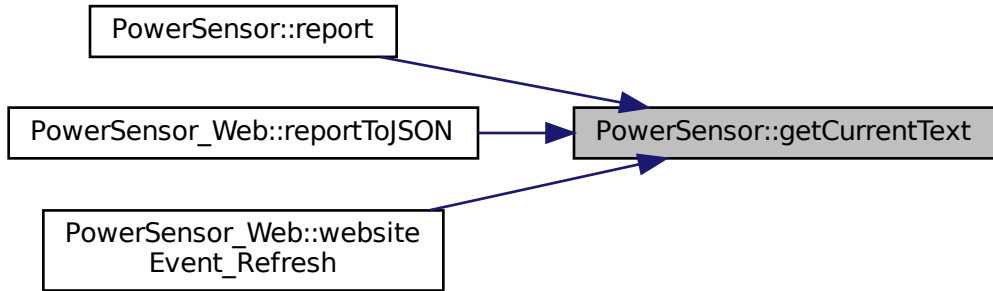 PowerSensor::report
PowerSensor_Web::reportToJSON
PowerSensor::getCurrentText
PowerSensor_Web::website
Event_Refresh